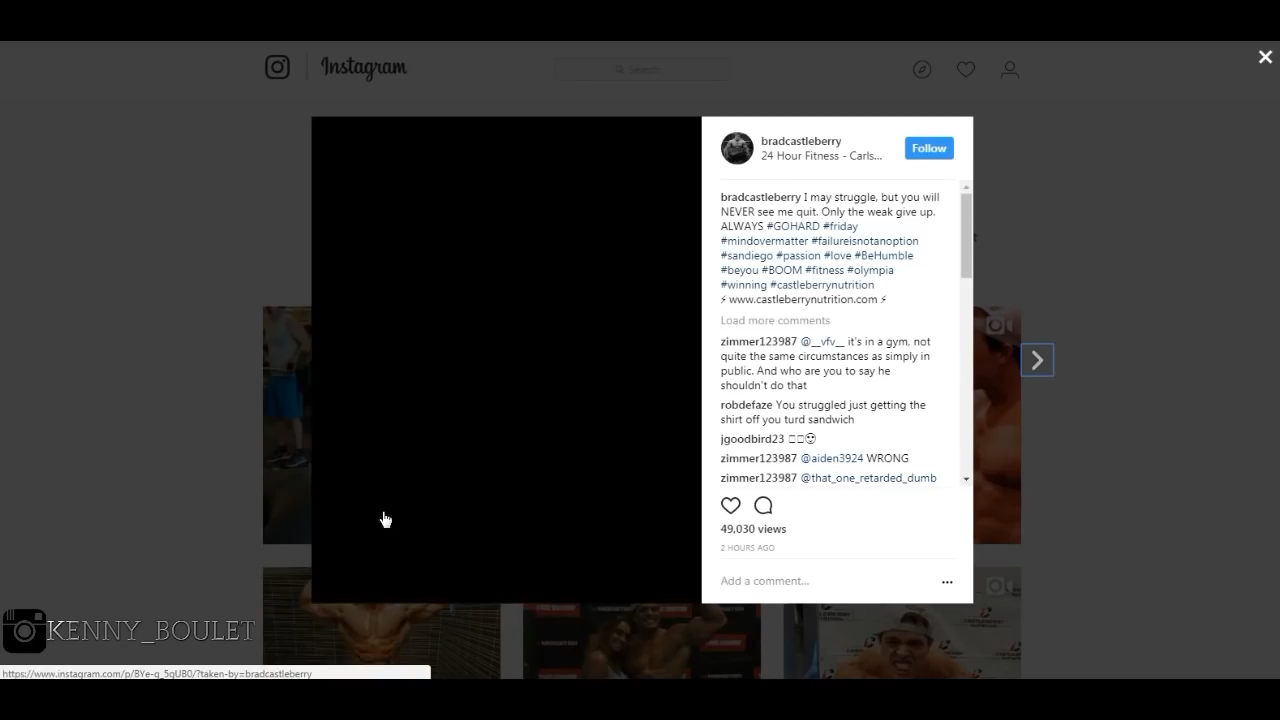 Instagram
Search
bradcastleberry
24 Hour Fitness - Carls...
Follow
bradcastleberry I may struggle, but you will
NEVER see me quit. Only the weak give up.
ALWAYS #GOHARD #friday
#mindovermatter #failureisnotanoption
#sandiego #passion #love #BeHumble
#beyou #BOOM #fitness #olympia
#winning #castleberrynutrition
⚡ www.castleberrynutrition.com ⚡
Load more comments
zimmer123987 @__vfv__ it's in a gym, not
quite the same circumstances as simply in
public. And who are you to say he
shouldn't do that
robdefaze You struggled just getting the
shirt off you turd sandwich
jgoodbird23
zimmer123987 @aiden3924 WRONG
zimmer123987 @that_one_retarded_dumb
49,030 views
2 HOURS AGO
Add a comment...
KENNY_BOULET
https://www.instagram.com/p/BYe-g_5qUB0/?taken-by=bradcastleberry